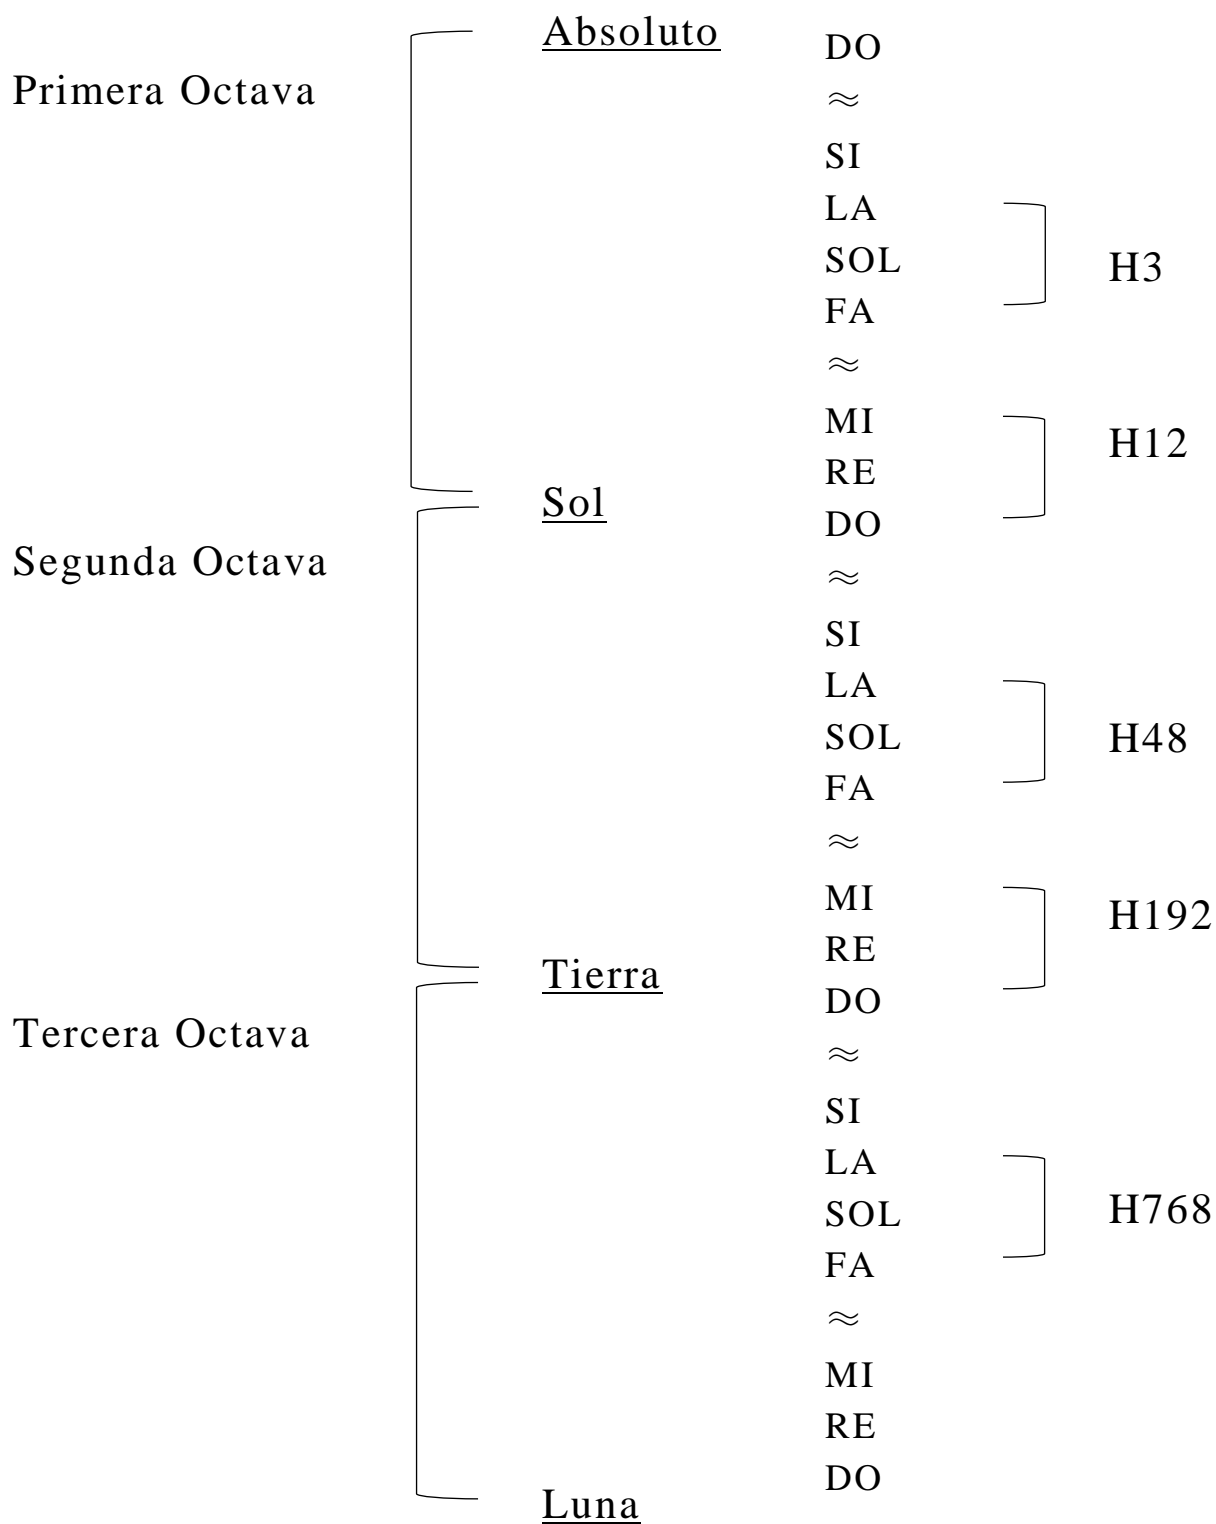 Absoluto DO
Primera Octava
≈
SI
LA
SOL H3
FA
≈
MI H12
RE
Sol DO
Segunda Octava ≈
SI
LA
SOL H48
FA
≈
MI H192
RE
Tierra DO
Tercera Octava ≈
SI
LA
SOL H768
FA
≈
MI
RE
DO
Luna